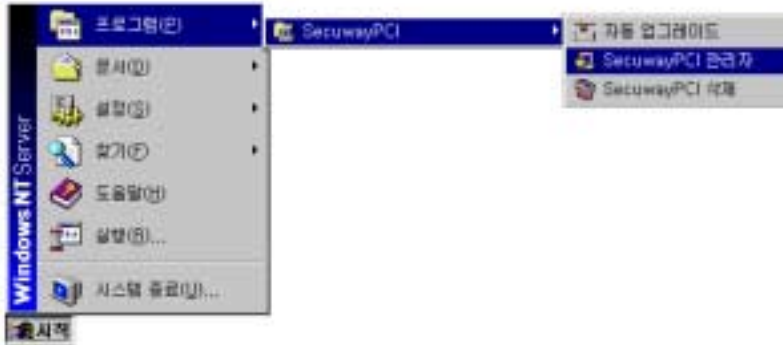 프로그램(P)
SecuwayPCI
자동 업그레이드
SecuwayPCI 관리자
SecuwayPCI 삭제
문서(D)
설정(S)
찾기(F)
도움말(H)
실행(R)...
시스템 종료(U)...
Windows NT Server
시작